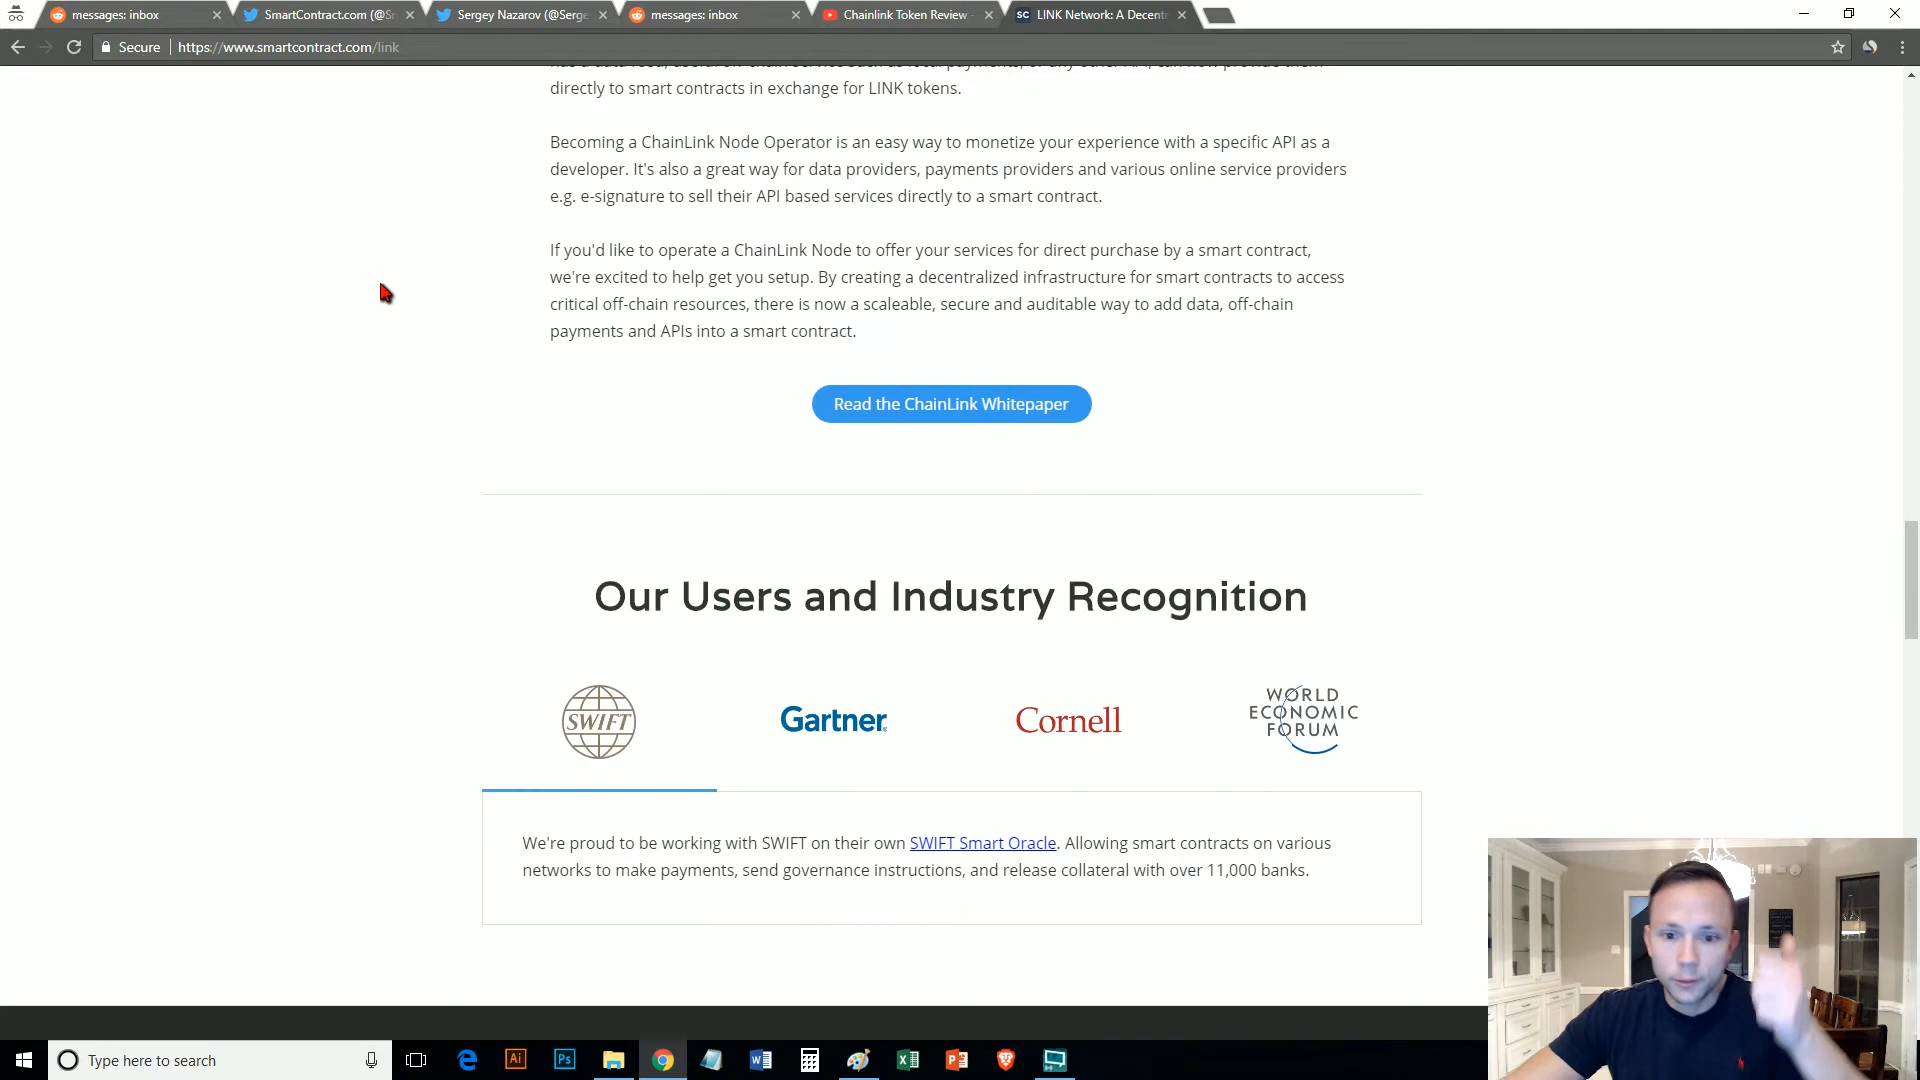 messages: inbox
SmartContract.com (@S
Sergey Nazarov (@Serge
messages: inbox
Chainlink Token Review -
SC LINK Network: A Decent
Secure https://www.smartcontract.com/link
directly to smart contracts in exchange for LINK tokens.
Becoming a ChainLink Node Operator is an easy way to monetize your experience with a specific API as a
developer. It's also a great way for data providers, payments providers and various online service providers
e.g. e-signature to sell their API based services directly to a smart contract.
If you'd like to operate a ChainLink Node to offer your services for direct purchase by a smart contract,
we're excited to help get you setup. By creating a decentralized infrastructure for smart contracts to access
critical off-chain resources, there is now a scaleable, secure and auditable way to add data, off-chain
payments and APIs into a smart contract.
Read the ChainLink Whitepaper
Our Users and Industry Recognition
SWIFT
Gartner
Cornell
WORLD
ECONOMIC
FORUM
We're proud to be working with SWIFT on their own SWIFT Smart Oracle. Allowing smart contracts on various
networks to make payments, send governance instructions, and release collateral with over 11,000 banks.
Type here to search
Ai
Ps